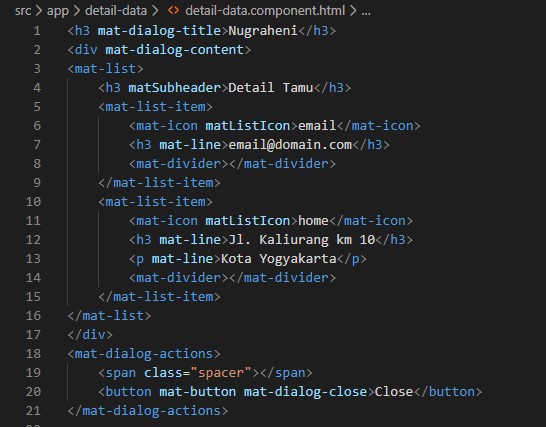 src > app > detail-data > <> detail-data.component.html > ...
1 <h3 mat-dialog-title>Nugraheni</h3>
2 <div mat-dialog-content>
3 <mat-list>
4     <h3 matSubheader>Detail Tamu</h3>
5     <mat-list-item>
6         <mat-icon matListIcon>email</mat-icon>
7         <h3 mat-line>email@domain.com</h3>
8         <mat-divider></mat-divider>
9     </mat-list-item>
10     <mat-list-item>
11         <mat-icon matListIcon>home</mat-icon>
12         <h3 mat-line>Jl. Kaliurang km 10</h3>
13         <p mat-line>Kota Yogyakarta</p>
14         <mat-divider></mat-divider>
15     </mat-list-item>
16 </mat-list>
17 </div>
18 <mat-dialog-actions>
19     <span class="spacer"></span>
20     <button mat-button mat-dialog-close>Close</button>
21 </mat-dialog-actions>